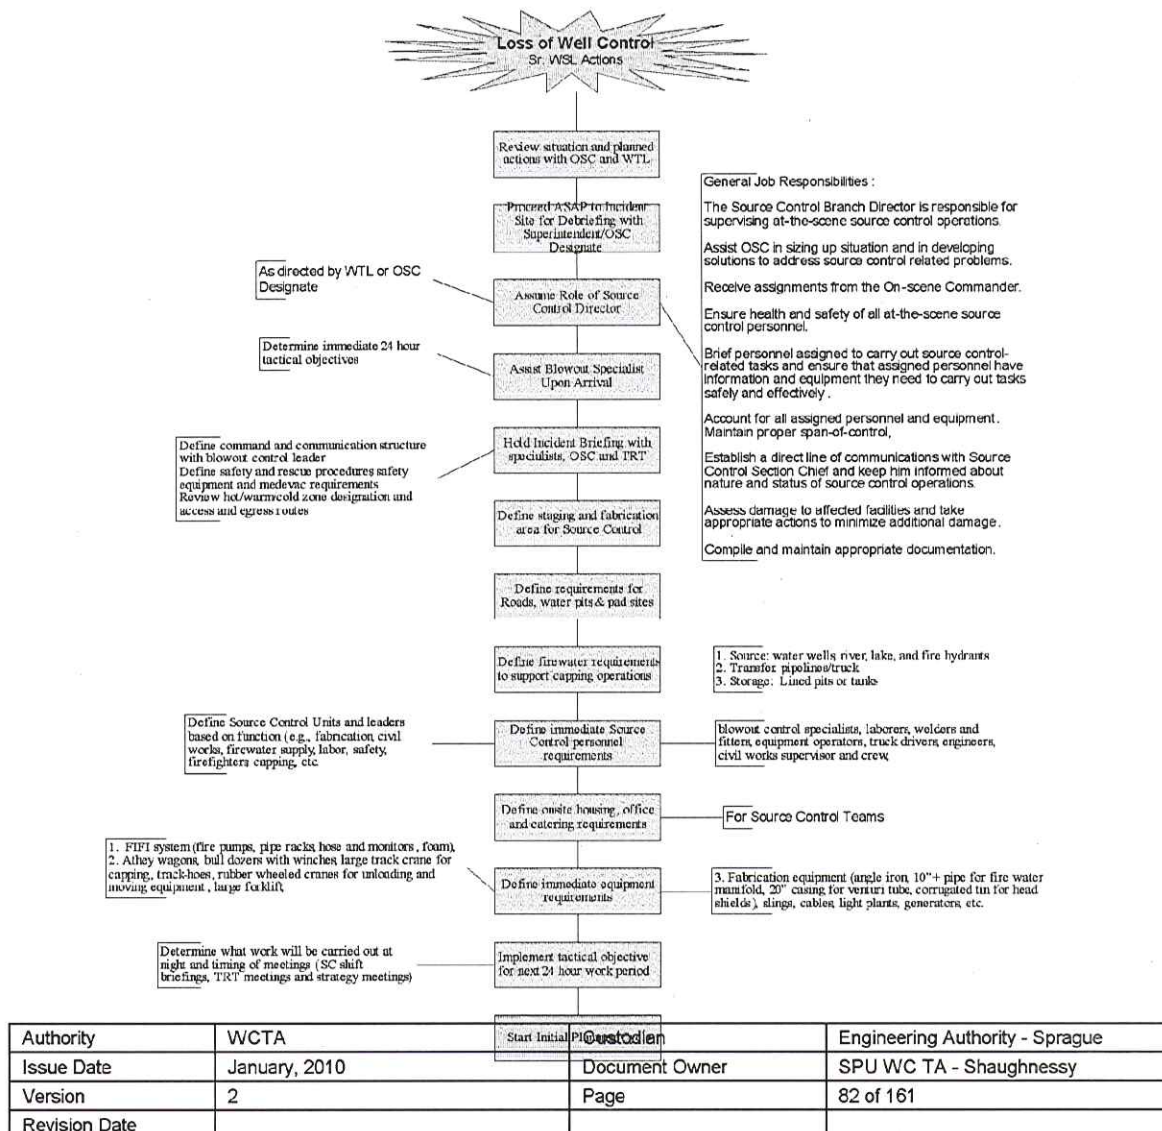 Loss of Well Control
Sr. WSL Actions
Review situation and planned
actions with OSC and WTL
Proceed ASAP to Incident
Site for Debriefing with
Superintendent/OSC
Designate
As directed by WTL or OSC
Designate
Assume Role of Source
Control Director
General Job Responsibilities :
The Source Control Branch Director is responsible for
supervising at-the-scene source control operations.
Assist OSC in sizing up situation and in developing
solutions to address source control related problems.
Receive assignments from the On-scene Commander.
Ensure health and safety of all at-the-scene source
control personnel.
Brief personnel assigned to carry out source control-
related tasks and ensure that assigned personnel have
information and equipment they need to carry out tasks
safely and effectively .
Account for all assigned personnel and equipment.
Maintain proper span-of-control,
Establish a direct line of communications with Source
Control Section Chief and keep him informed about
nature and status of source control operations.
Assess damage to affected facilities and take
appropriate actions to minimize additional damage.
Compile and maintain appropriate documentation.
Determine immediate 24 hour
tactical objectives
Assist Blowout Specialist
Upon Arrival
Define command and communication structure
with blowout control leader
Define safety and rescue procedures safety
equipment and medevac requirements
Review hot/warm/cold zone designation and
access and egress routes
Hold Incident Briefing with
specialists, OSC and TRT
Define staging and fabrication
area for Source Control
Define requirements for
Roads, water pits & pad sites
Define firewater requirements
to support capping operations
1. Source: water wells, river, lake, and fire hydrants
2. Transfer pipelines/truck
3. Storage: Lined pits or tanks
Define Source Control Units and leaders
based on function (e.g., fabrication, civil
works, firewater supply, labor, safety,
firefighters capping, etc.
Define immediate Source
Control personnel
requirements
blowout control specialists, laborers, welders and
fitters, equipment operators, truck drivers, engineers,
civil works supervisor and crew,
Define onsite housing, office
and catering requirements
For Source Control Teams
1. FIFI system (fire pumps, pipe racks, hose and monitors, foam),
2. Athey wagons, bull dozers with winches, large track crane for
capping, track-hoes, rubber wheeled cranes for unloading and
moving equipment, large forklift,
Define immediate equipment
requirements
3. Fabrication equipment (angle iron, 10"+ pipe for fire water
manifold, 20" casing for venturi tube, corrugated tin for head
shields), slings, cables, light plants, generators, etc.
Determine what work will be carried out at
night and timing of meetings (SC shift
briefings, TRT meetings and strategy meetings)
Implement tactical objective
for next 24 hour work period
Start Initial
Authority WCTA Custodian Engineering Authority - Sprague
Issue Date January, 2010 Document Owner SPU WC TA - Shaughnessy
Version 2 Page 82 of 161
Revision Date